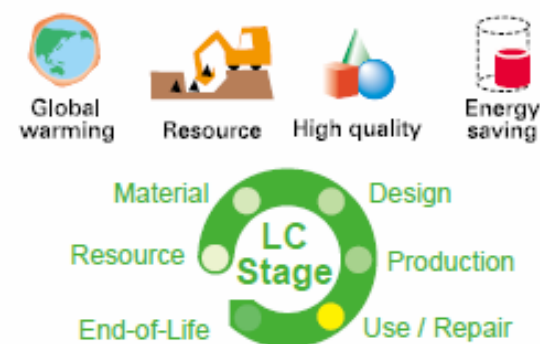 Global
warming
Resource
High quality
Energy
saving
Material
Design
LC
Stage
Resource
Production
End-of-Life
Use / Repair